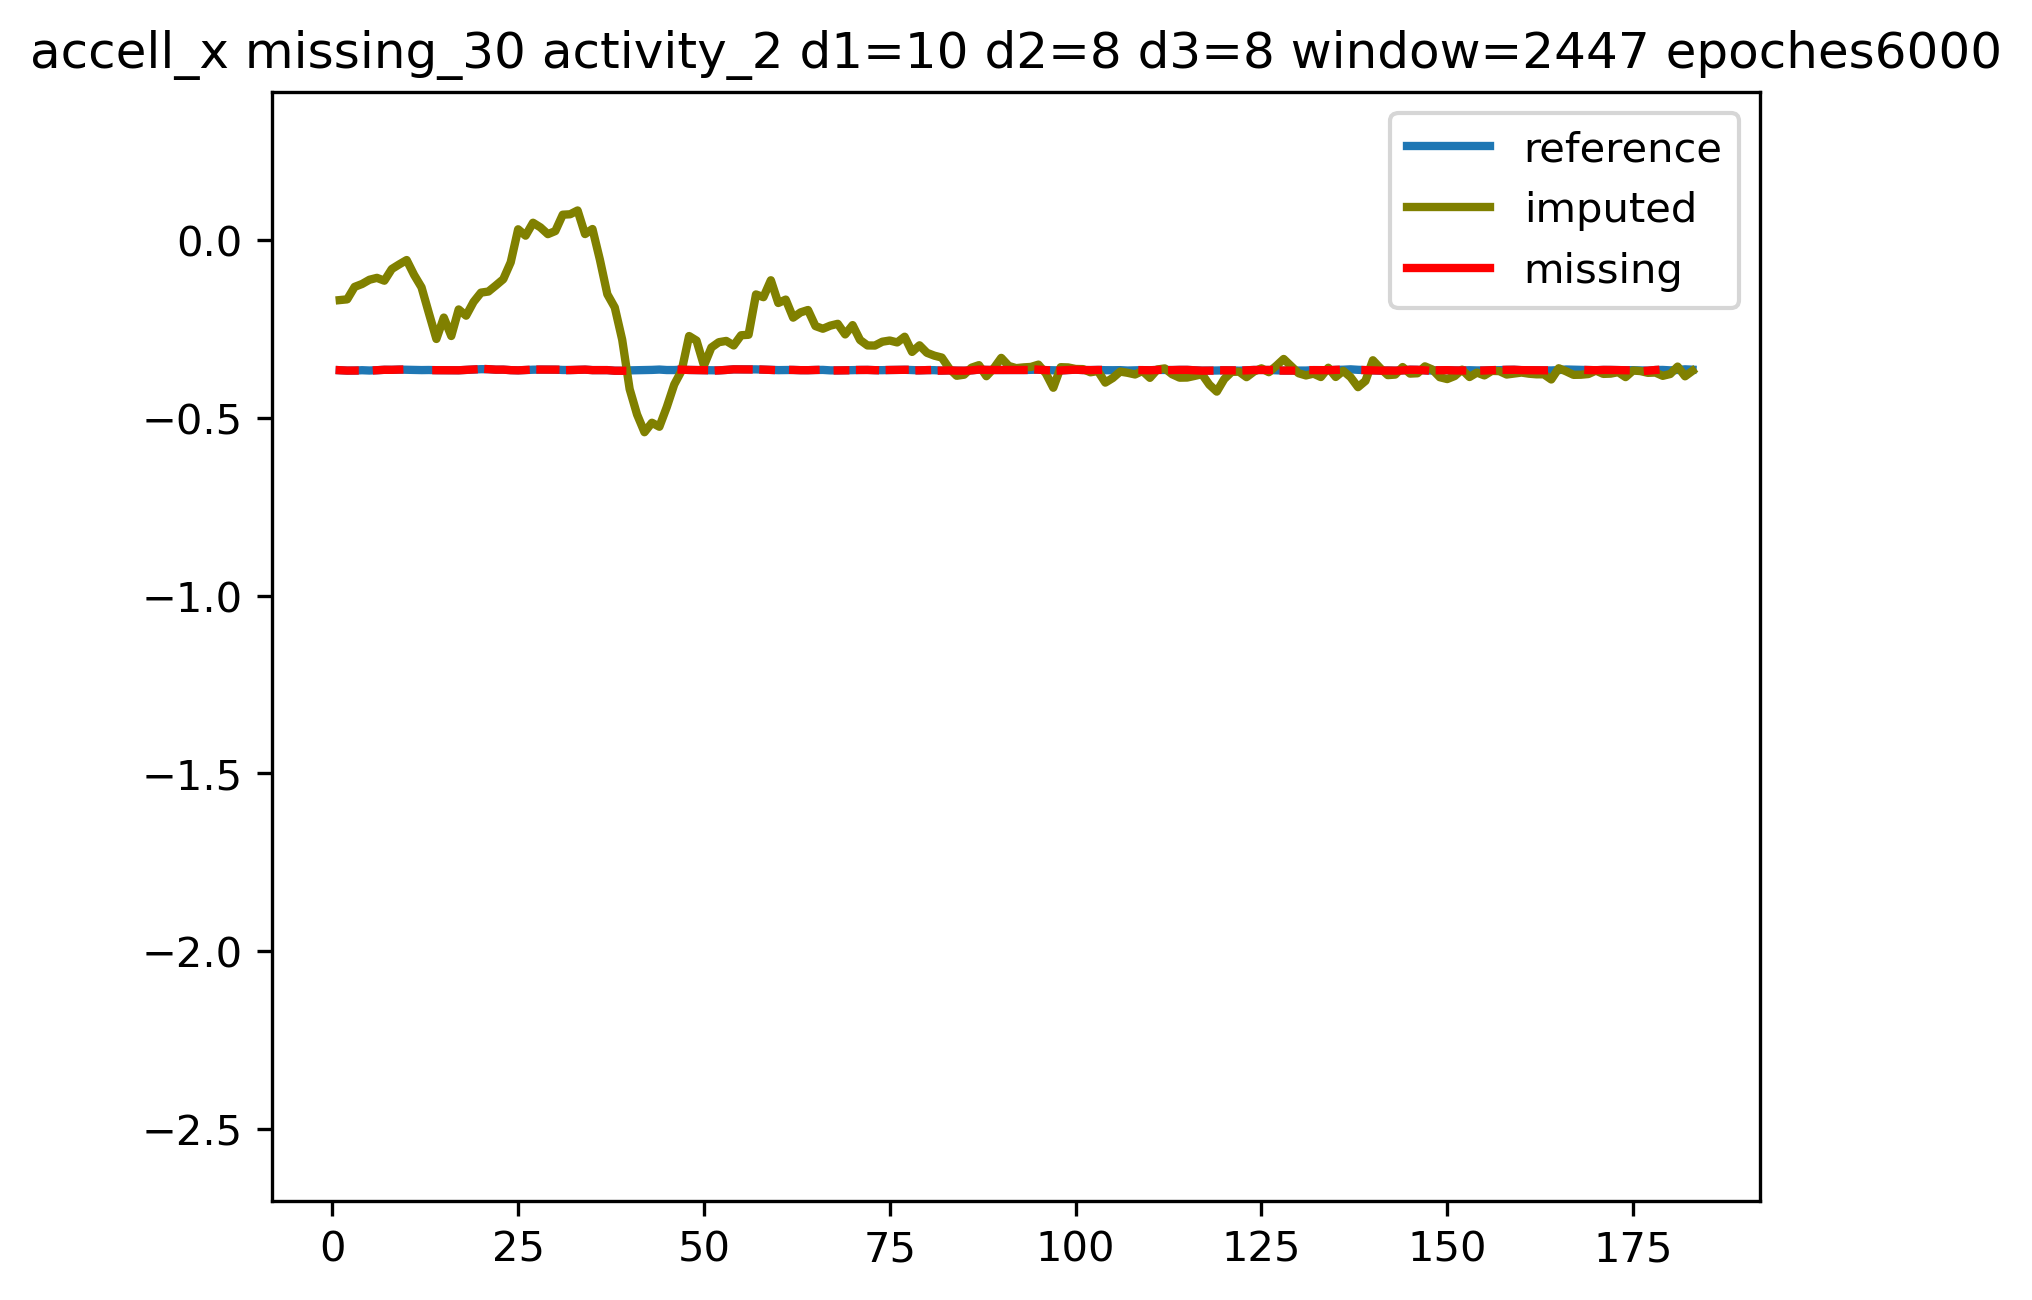 accell_x missing_30 activity_2 d1=10 d2=8 d3=8 window=2447 epoches6000
reference
imputed
missing
0.0
−0.5
−1.0
−1.5
−2.0
−2.5
0 25 50 75 100 125 150 175